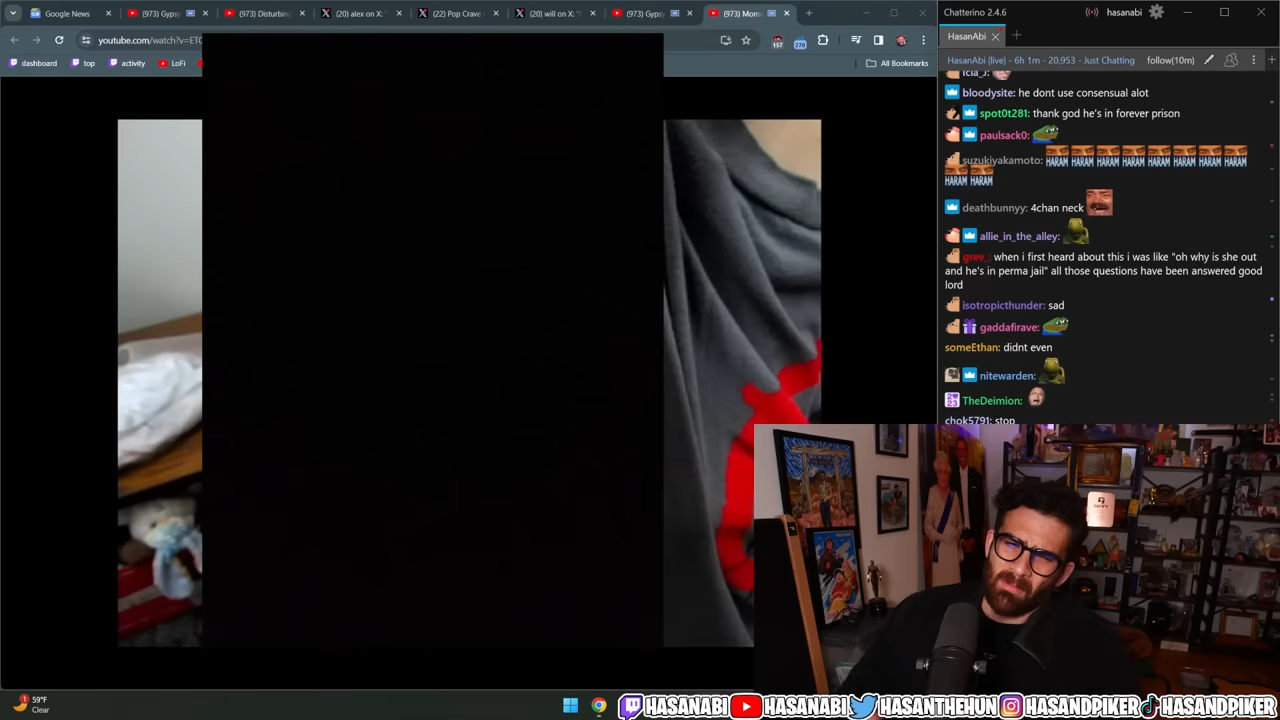 Google News
(973) Gypsy
(973) Disturbin
(20) alex on X: "
(22) Pop Crave
(20) will on X: "I
(973) Gypsy
(973) Mom
youtube.com/watch?v=ETC
157
270
dashboard
top
activity
LoFi
All Bookmarks
Chatterino 2.4.6
hasanabi
HasanAbi
HasanAbi (live) - 6h 1m - 20,953 - Just Chatting
follow(10m)
bloodysite: he dont use consensual alot
spot0t281: thank god he's in forever prison
paulsack0:
suzukiyakamoto: HARAM HARAM HARAM HARAM HARAM HARAM HARAM HARAM
HARAM HARAM
deathbunnyy: 4chan neck
allie_in_the_alley:
grev_: when i first heard about this i was like "oh why is she out
and he's in perma jail" all those questions have been answered good
lord
isotropicthunder: sad
gaddafirave:
someEthan: didnt even
nitewarden:
TheDeimion:
chok5791: stop
59°F
Clear
HASANABI HASANABI HASANTHEHUN HASANDPIKER HASANDPIKER